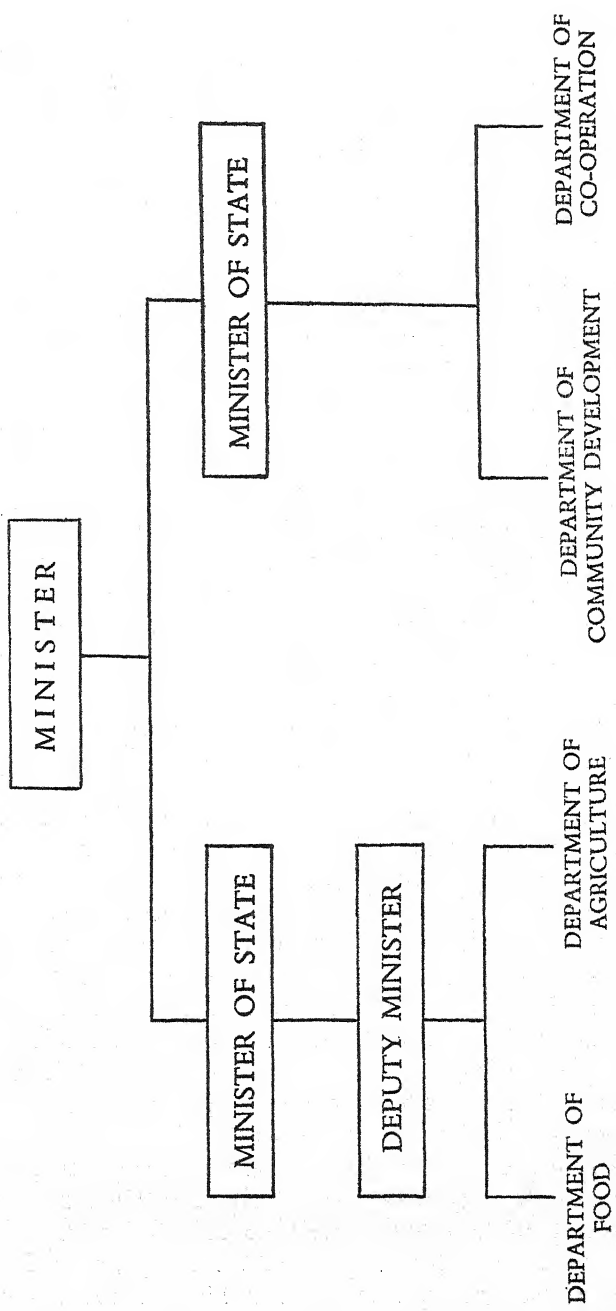 MINISTER
MINISTER OF STATE
MINISTER OF STATE
DEPUTY MINISTER
DEPARTMENT OF
FOOD
DEPARTMENT OF
AGRICULTURE
DEPARTMENT OF
COMMUNITY DEVELOPMENT
DEPARTMENT OF
CO-OPERATION